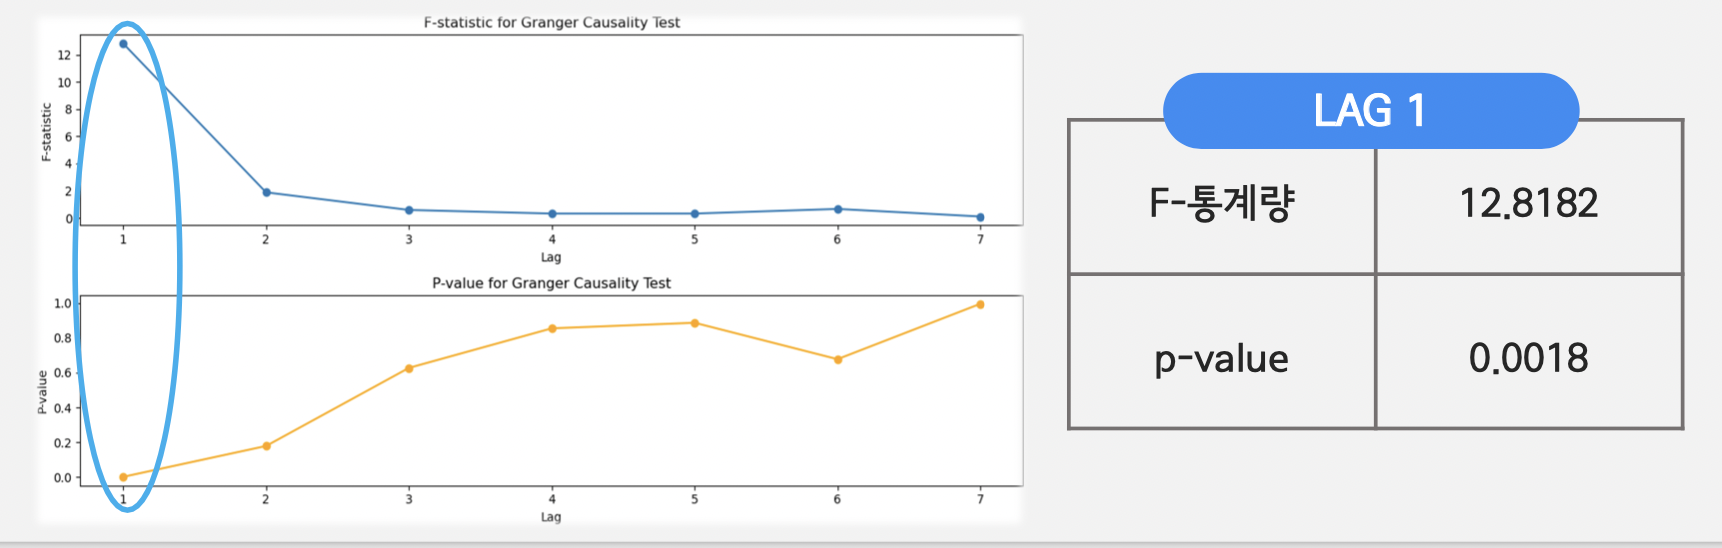 F-statistic for Granger Causality Test
F-statistic
12
10
8
6
4
2
0
1 2 3 4 5 6 7
Lag
P-value for Granger Causality Test
P-value
1.0
0.8
0.6
0.4
0.2
0.0
1 2 3 4 5 6 7
Lag
LAG 1
F-통계량 12.8182
p-value 0.0018